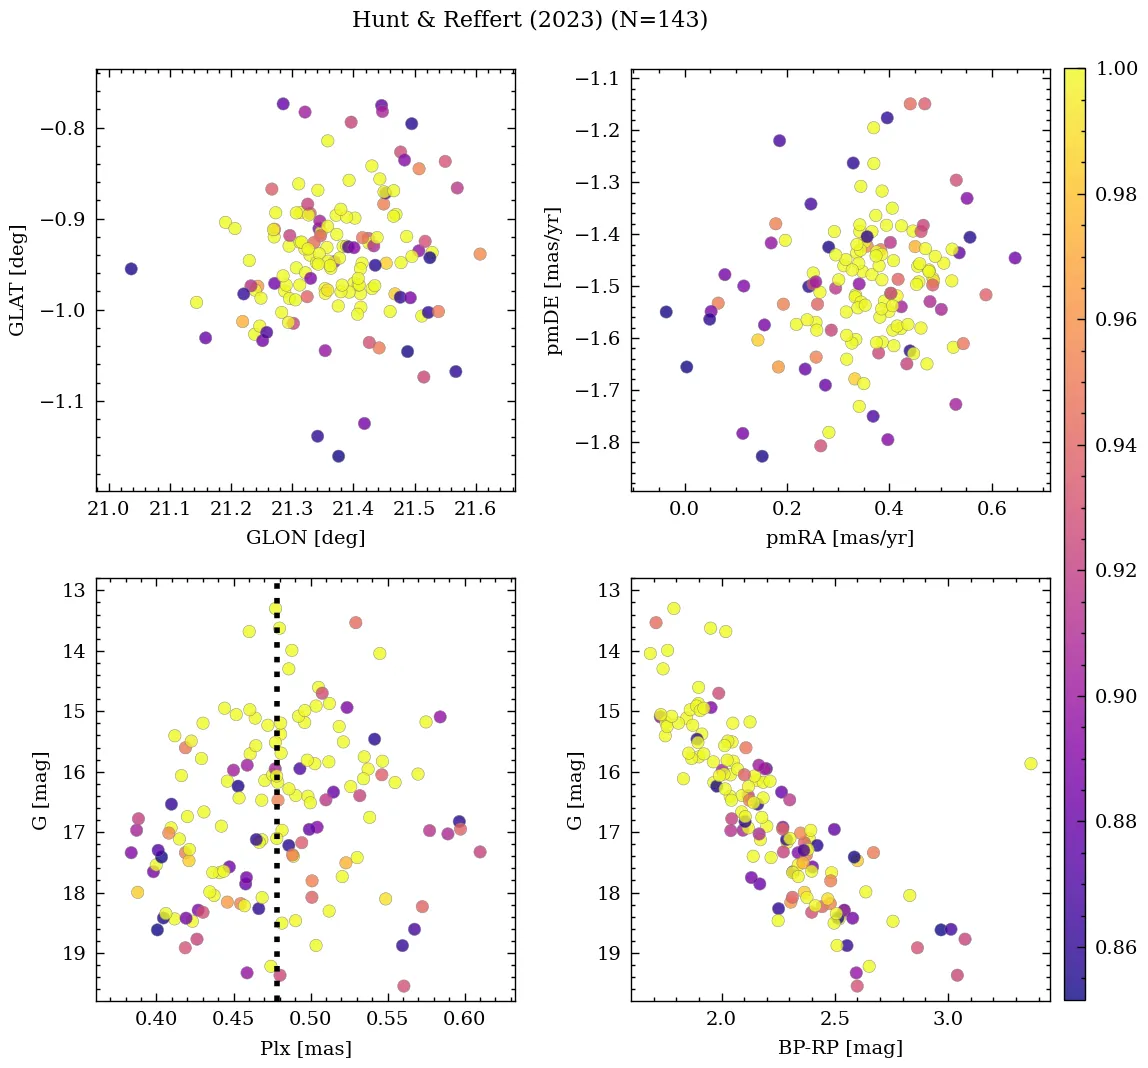 Hunt & Reffert (2023) (N=143)
−0.8
−0.9
−1.0
−1.1
GLAT [deg]
21.0 21.1 21.2 21.3 21.4 21.5 21.6
GLON [deg]
−1.1
−1.2
−1.3
−1.4
−1.5
−1.6
−1.7
−1.8
pmDE [mas/yr]
0.0 0.2 0.4 0.6
pmRA [mas/yr]
13
14
15
16
17
18
19
G [mag]
0.40 0.45 0.50 0.55 0.60
Plx [mas]
13
14
15
16
17
18
19
G [mag]
2.0 2.5 3.0
BP-RP [mag]
1.00
0.98
0.96
0.94
0.92
0.90
0.88
0.86